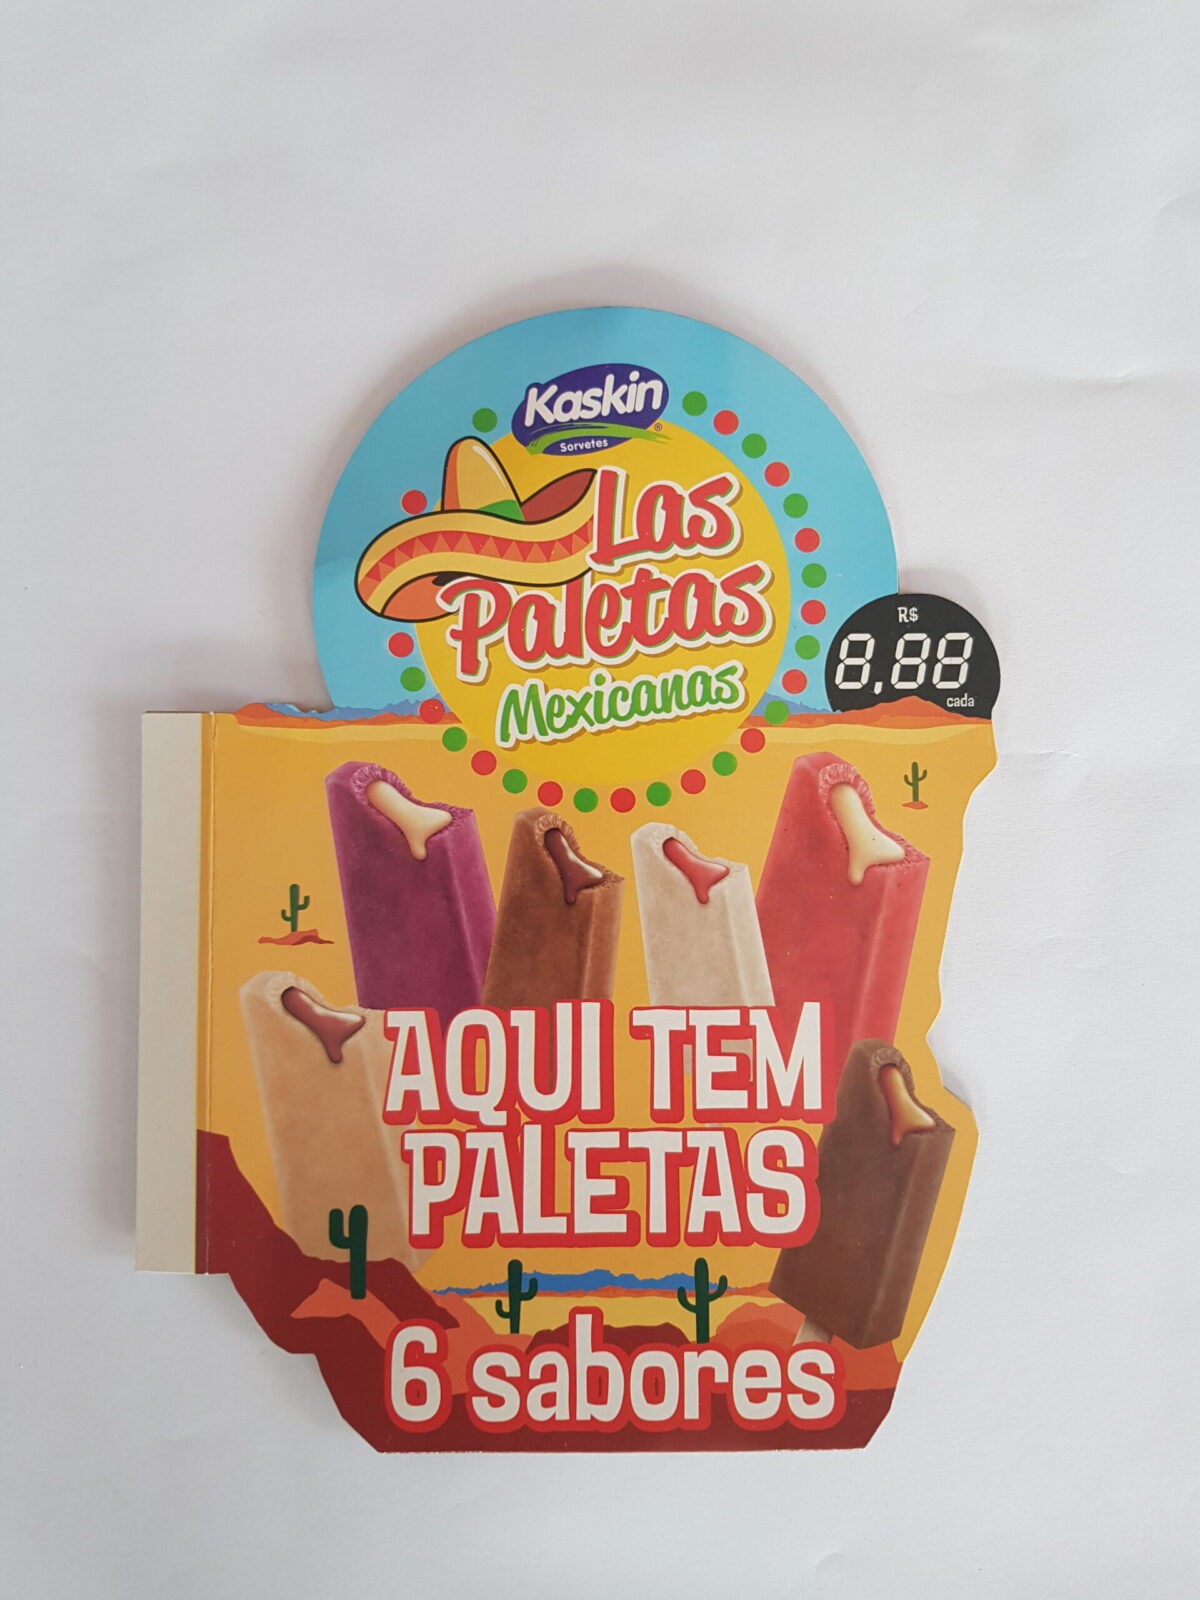 Kaskin
®
Sorvetes
Las
Paletas
Mexicanas
R$
8,88
cada
AQUI TEM
PALETAS
6 sabores